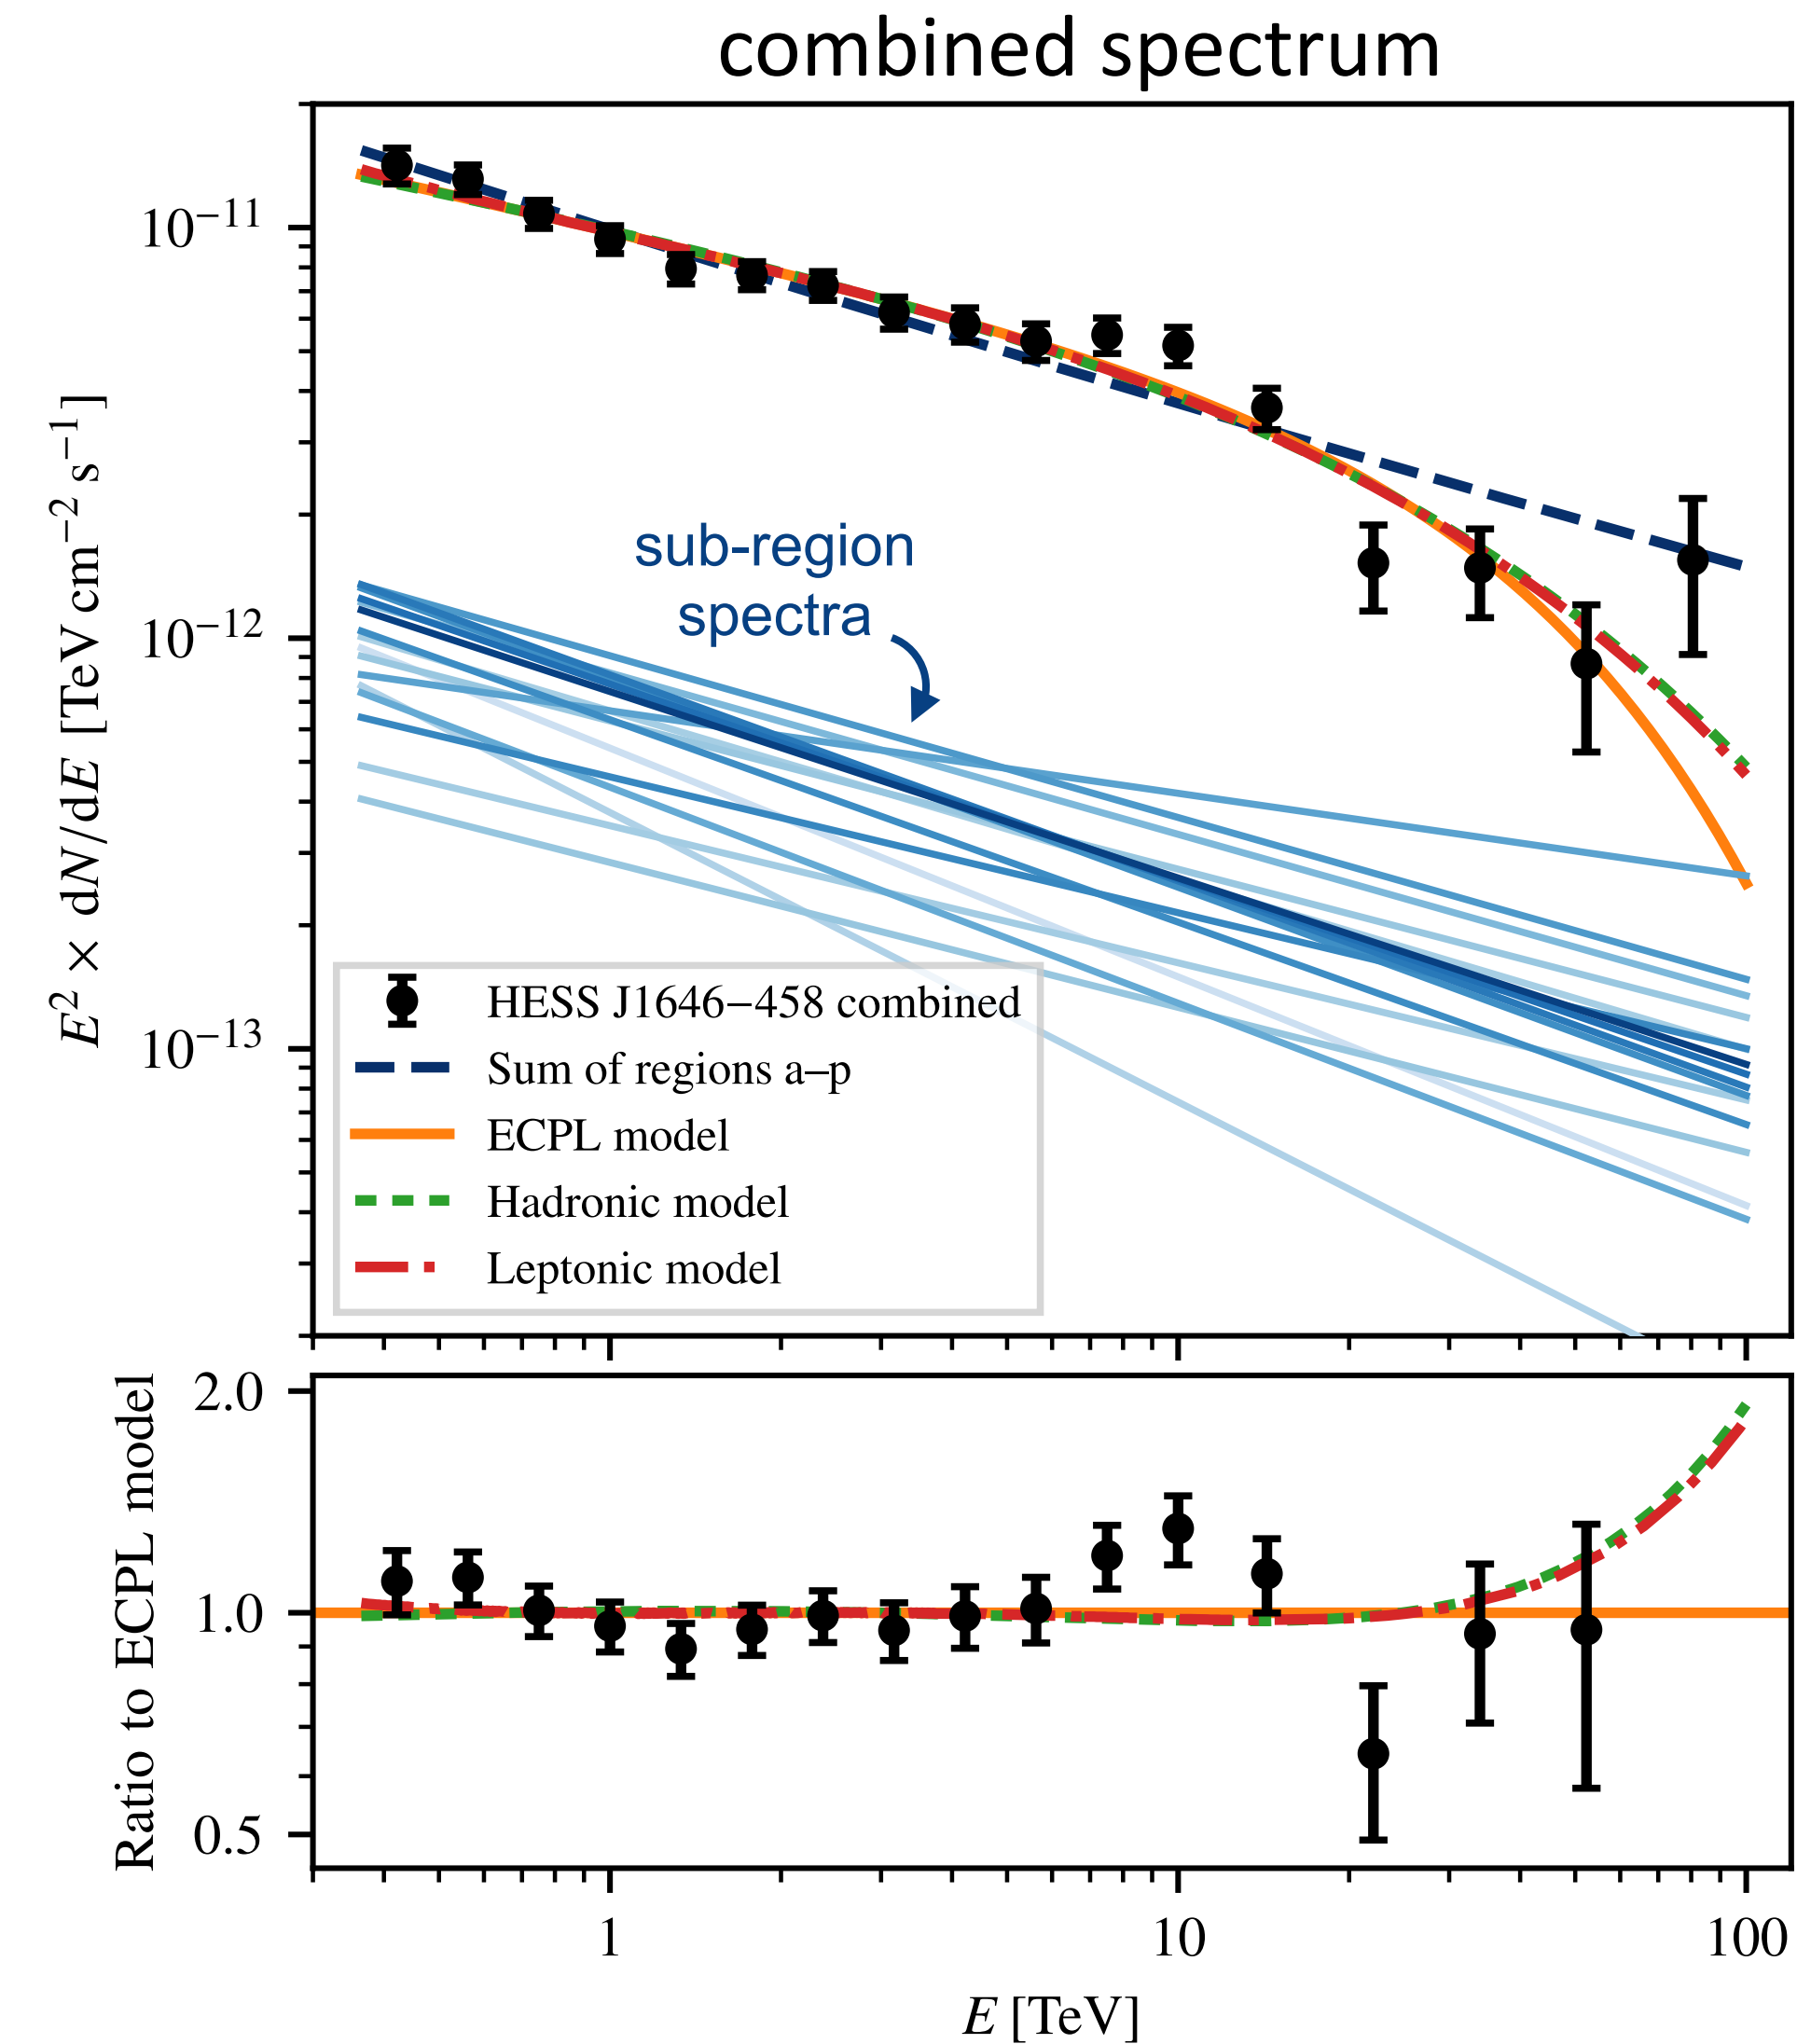 combined spectrum
10−11
10−12
10−13
E2 × dN/dE [TeV cm−2 s−1]
sub-region
spectra
HESS J1646−458 combined
Sum of regions a–p
ECPL model
Hadronic model
Leptonic model
2.0
1.0
0.5
Ratio to ECPL model
1
10
100
E [TeV]